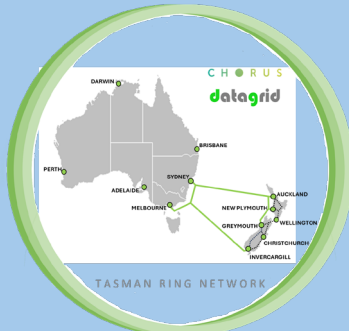 CHORUS
datagrid
DARWIN
BRISBANE
PERTH
SYDNEY
ADELAIDE
MELBOURNE
AUCKLAND
NEW PLYMOUTH
WELLINGTON
GREYMOUTH
CHRISTCHURCH
INVERCARGILL
TASMAN RING NETWORK